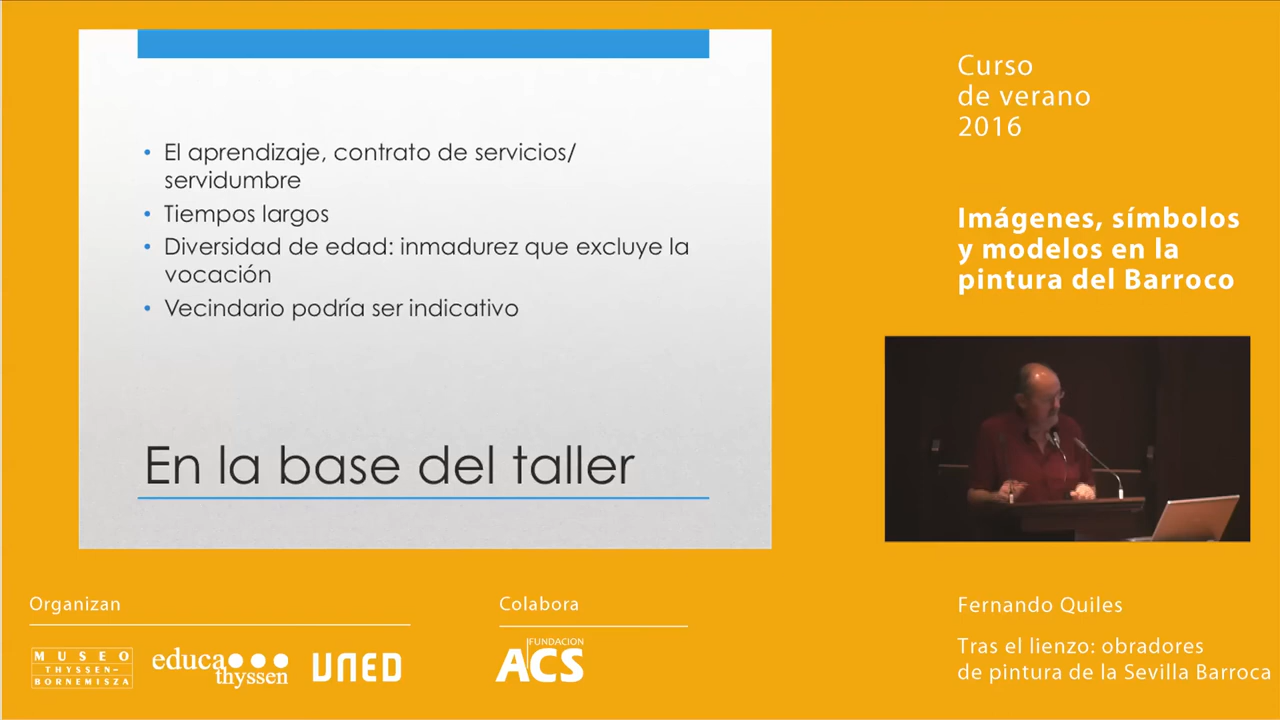 • El aprendizaje, contrato de servicios/
servidumbre
• Tiempos largos
• Diversidad de edad: inmadurez que excluye la
vocación
• Vecindario podría ser indicativo
En la base del taller
Curso
de verano
2016
Imágenes, símbolos
y modelos en la
pintura del Barroco
Organizan
MUSEO
THYSSEN-
BORNEMISZA
educa
thyssen
UNED
Colabora
FUNDACION
ACS
Fernando Quiles
Tras el lienzo: obradores
de pintura de la Sevilla Barroca